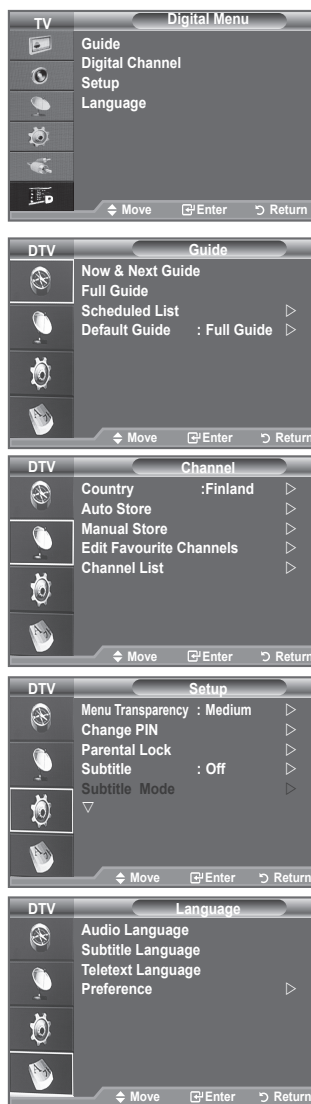 TV Digital Menu
Guide
Digital Channel
Setup
Language
Move Enter Return
DTV Guide
Now & Next Guide
Full Guide
Scheduled List
Default Guide : Full Guide
Move Enter Return
DTV Channel
Country :Finland
Auto Store
Manual Store
Edit Favourite Channels
Channel List
Move Enter Return
DTV Setup
Menu Transparency : Medium
Change PIN
Parental Lock
Subtitle : Off
Subtitle Mode
Move Enter Return
DTV Language
Audio Language
Subtitle Language
Teletext Language
Preference
Move Enter Return